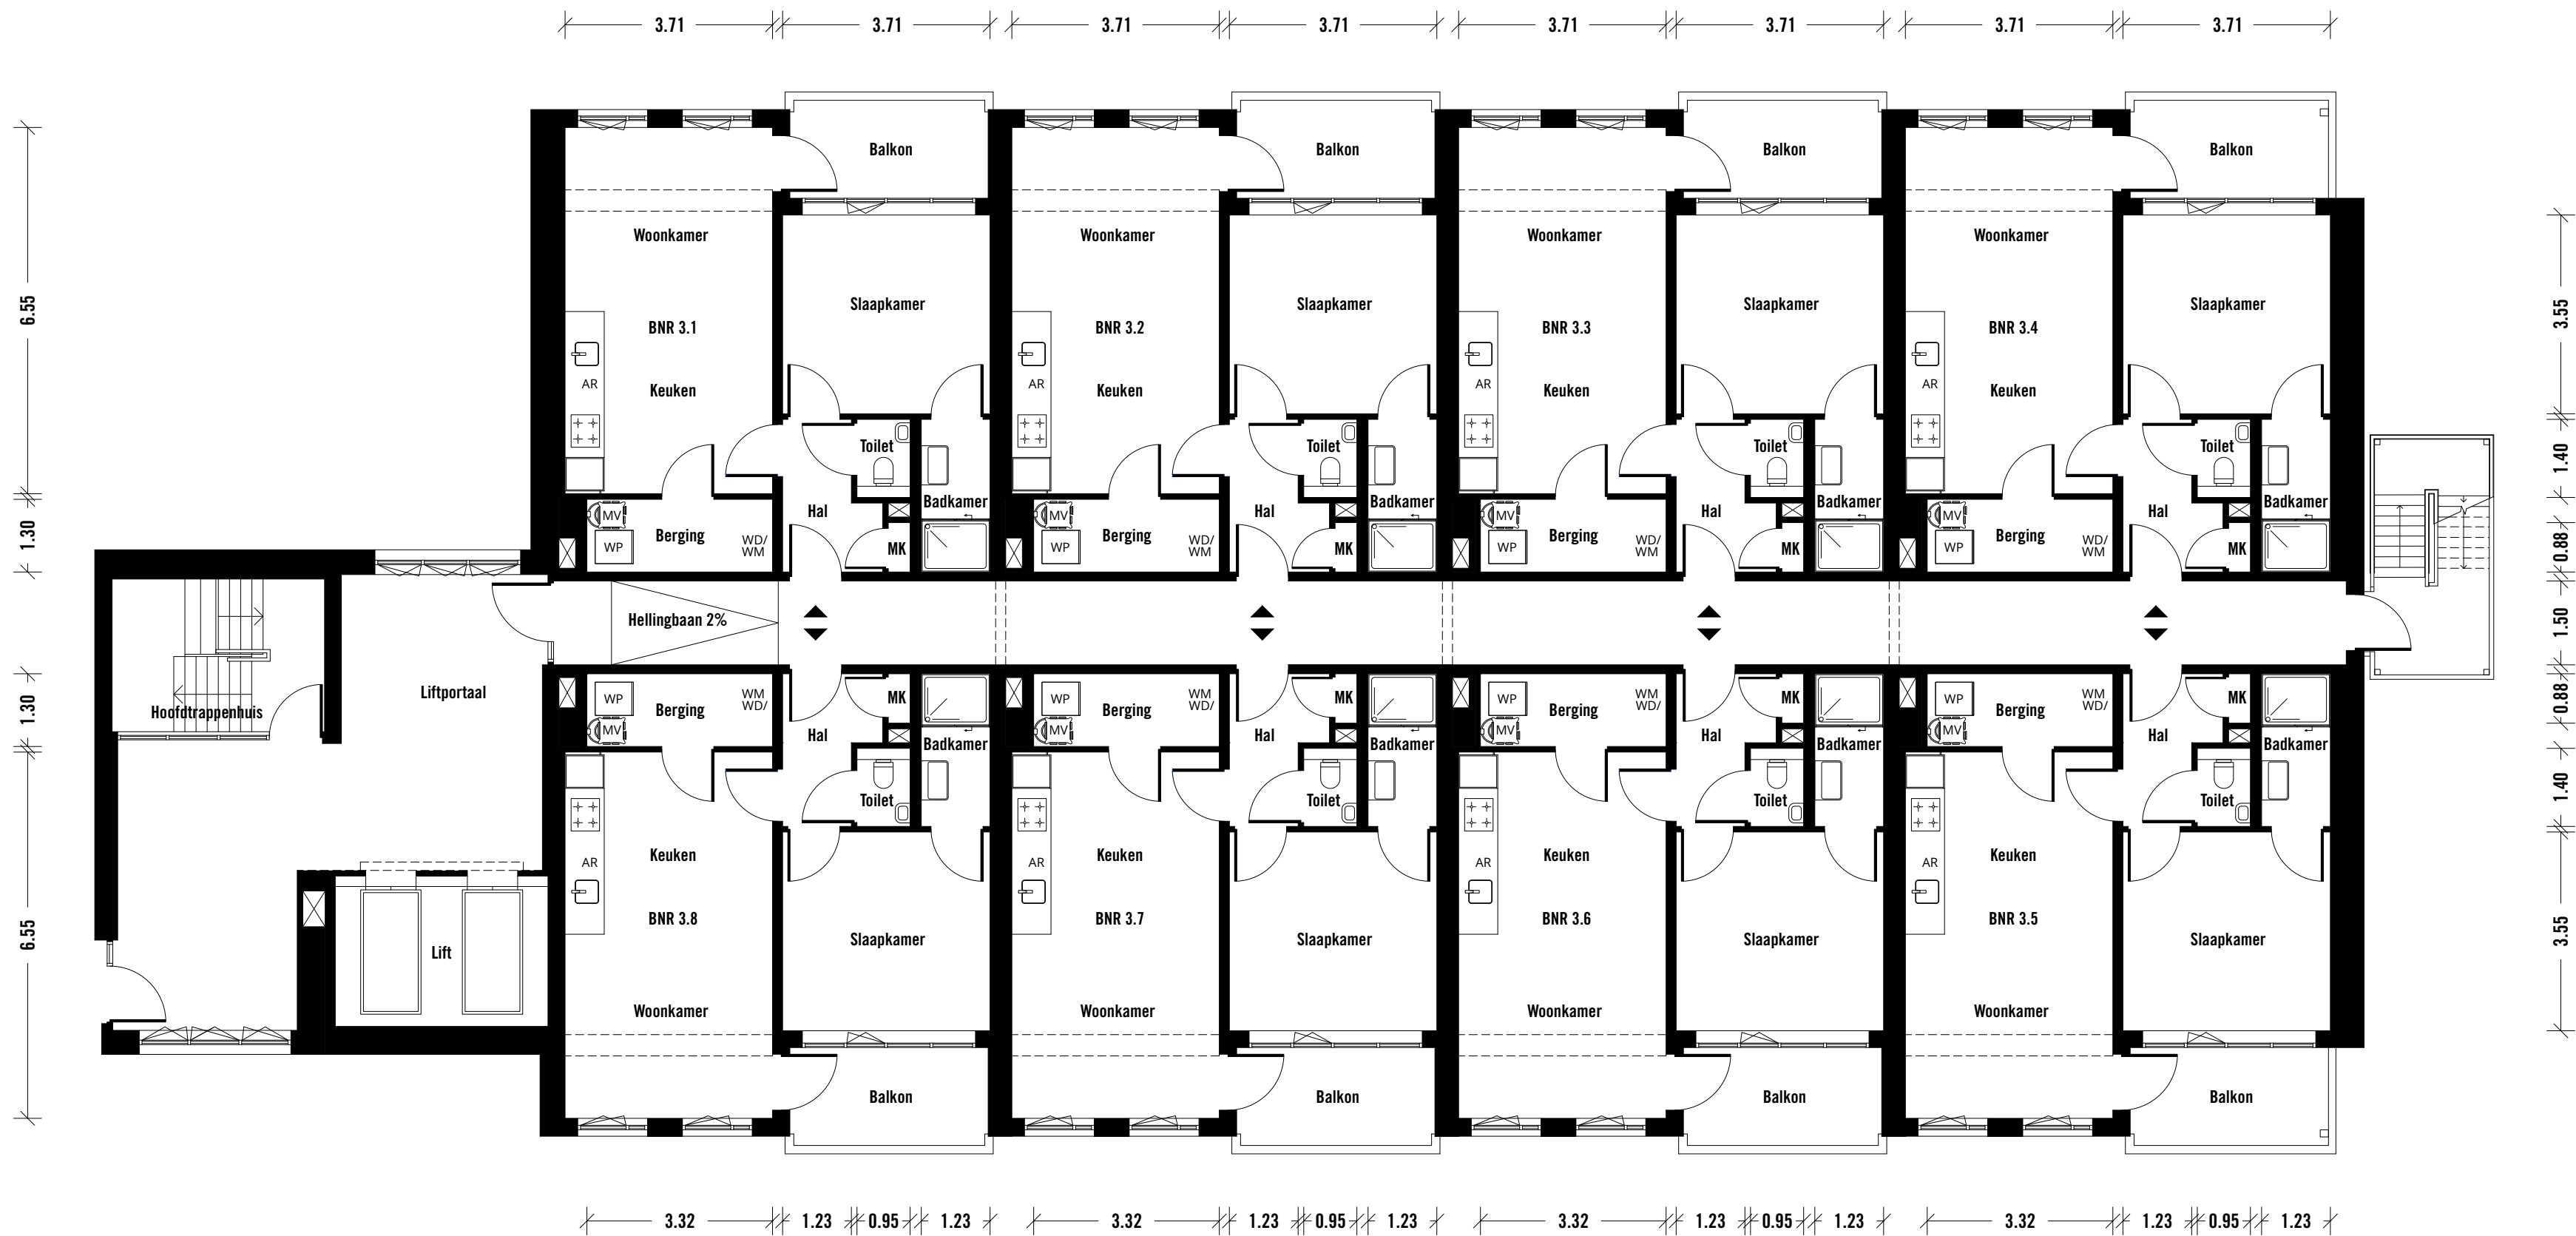 3.71 3.71 3.71 3.71 3.71 3.71 3.71 3.71
Balkon Balkon Balkon Balkon
Woonkamer Woonkamer Woonkamer Woonkamer
Slaapkamer Slaapkamer Slaapkamer Slaapkamer
6.55 3.55
BNR 3.1 BNR 3.2 BNR 3.3 BNR 3.4
AR AR AR AR
Keuken Keuken Keuken Keuken
Toilet Toilet Toilet Toilet
1.40
Badkamer Badkamer Badkamer Badkamer
MV Hal MV Hal MV Hal MV Hal
1.30 Berging Berging Berging Berging
WD/ WD/ WD/ WD/
WP WM MK WP WM MK WP WM MK WP WM MK
0.88
Hellingbaan 2%
1.50
Liftportaal
WP WM MK WP WM MK WP WM MK WP WM MK
WD/ WD/ WD/ WD/
0.88
Hoofdtrappenhuis
1.30 Berging Berging Berging Berging
MV Hal MV Hal MV Hal MV Hal
Badkamer Badkamer Badkamer Badkamer
1.40
Toilet Toilet Toilet Toilet
Keuken Keuken Keuken Keuken
AR AR AR AR
BNR 3.8 BNR 3.7 BNR 3.6 BNR 3.5
6.55 3.55
Slaapkamer Slaapkamer Slaapkamer Slaapkamer
Lift
Woonkamer Woonkamer Woonkamer Woonkamer
Balkon Balkon Balkon Balkon
3.32 1.23 0.95 1.23 3.32 1.23 0.95 1.23 3.32 1.23 0.95 1.23 3.32 1.23 0.95 1.23